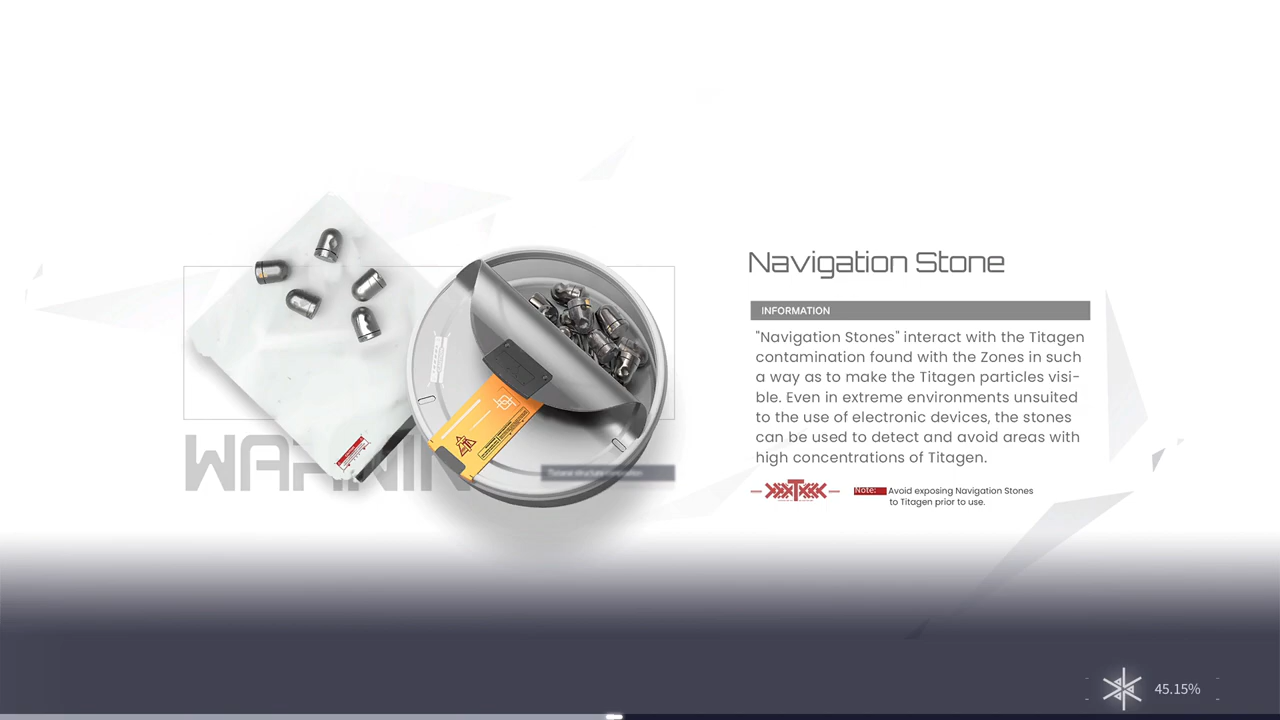 Navigation Stone
INFORMATION
"Navigation Stones" interact with the Titagen
contamination found with the Zones in such
a way as to make the Titagen particles visi-
ble. Even in extreme environments unsuited
to the use of electronic devices, the stones
can be used to detect and avoid areas with
high concentrations of Titagen.
Note: Avoid exposing Navigation Stones
to Titagen prior to use.
45.15%